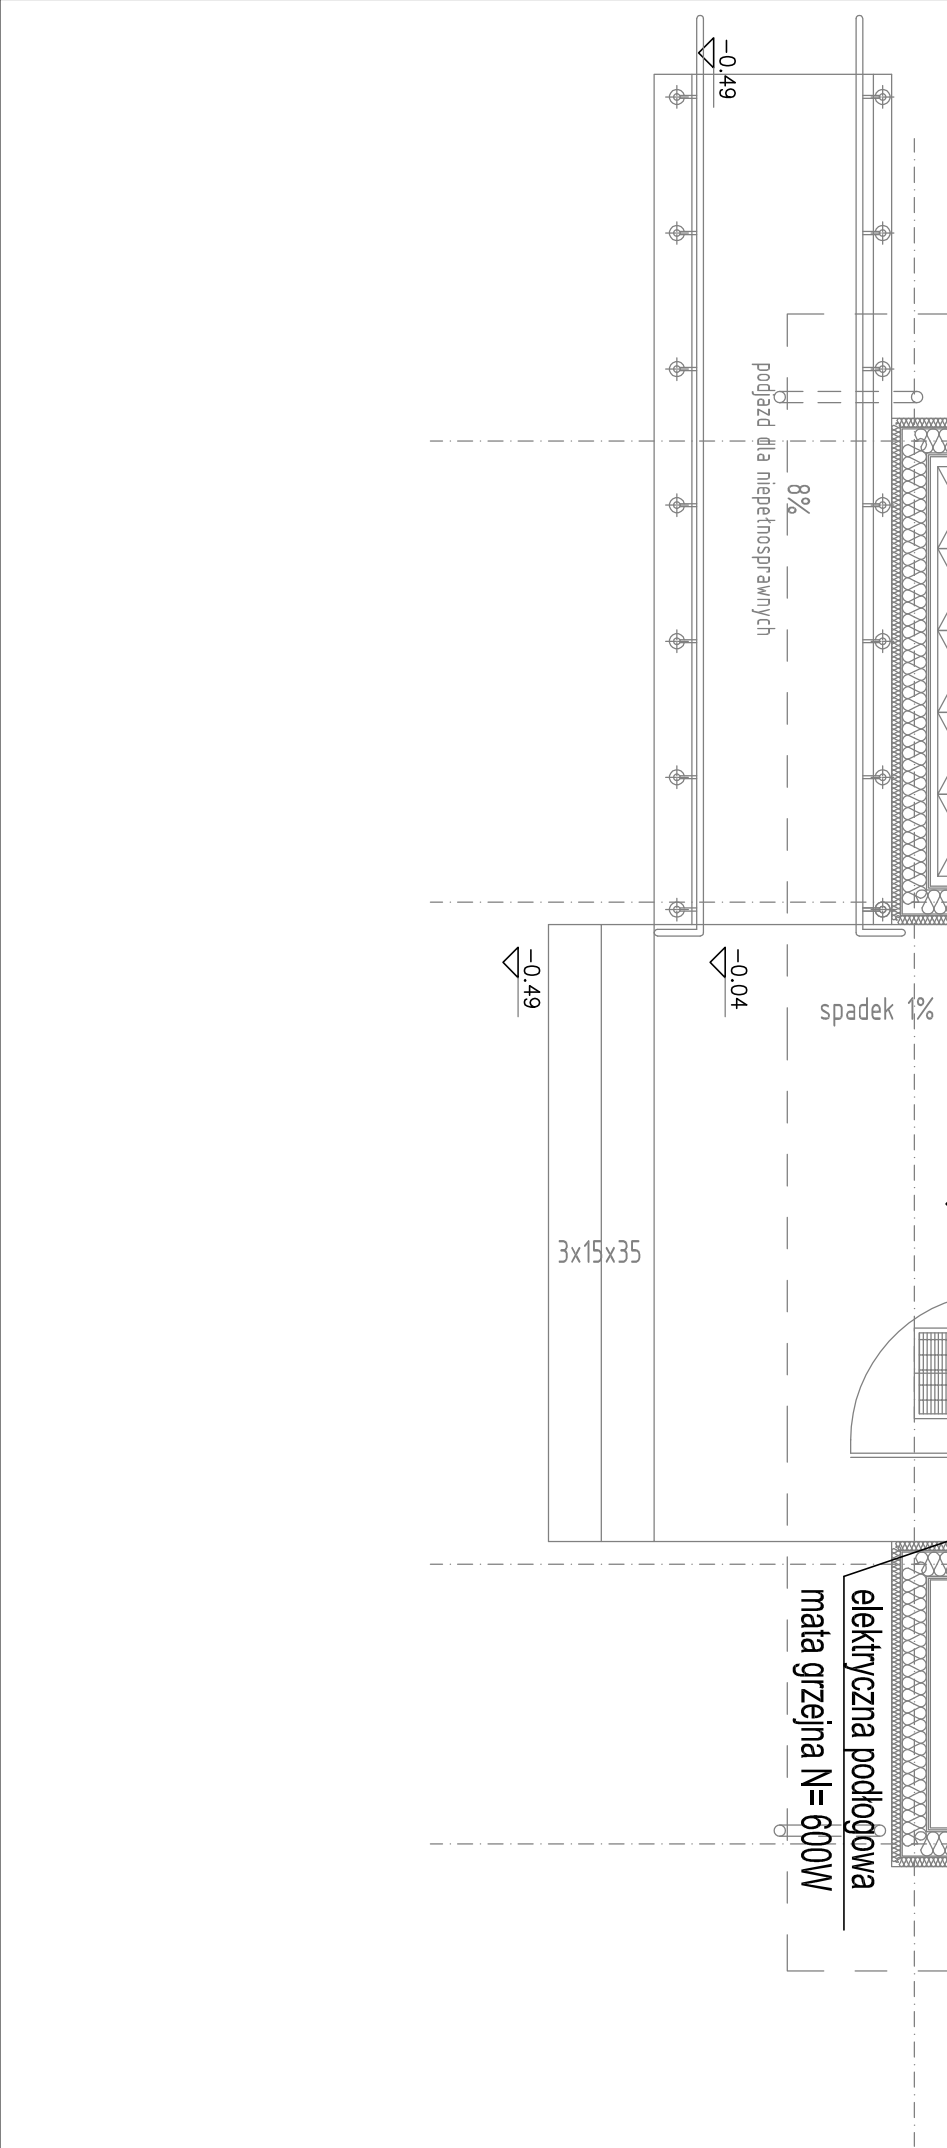 -0.49
podjazd dla niepełnosprawnych
8%
-0.49
-0.04
spadek 1%
3x15x35
elektryczna podłogowa
mata grzejna N= 600W